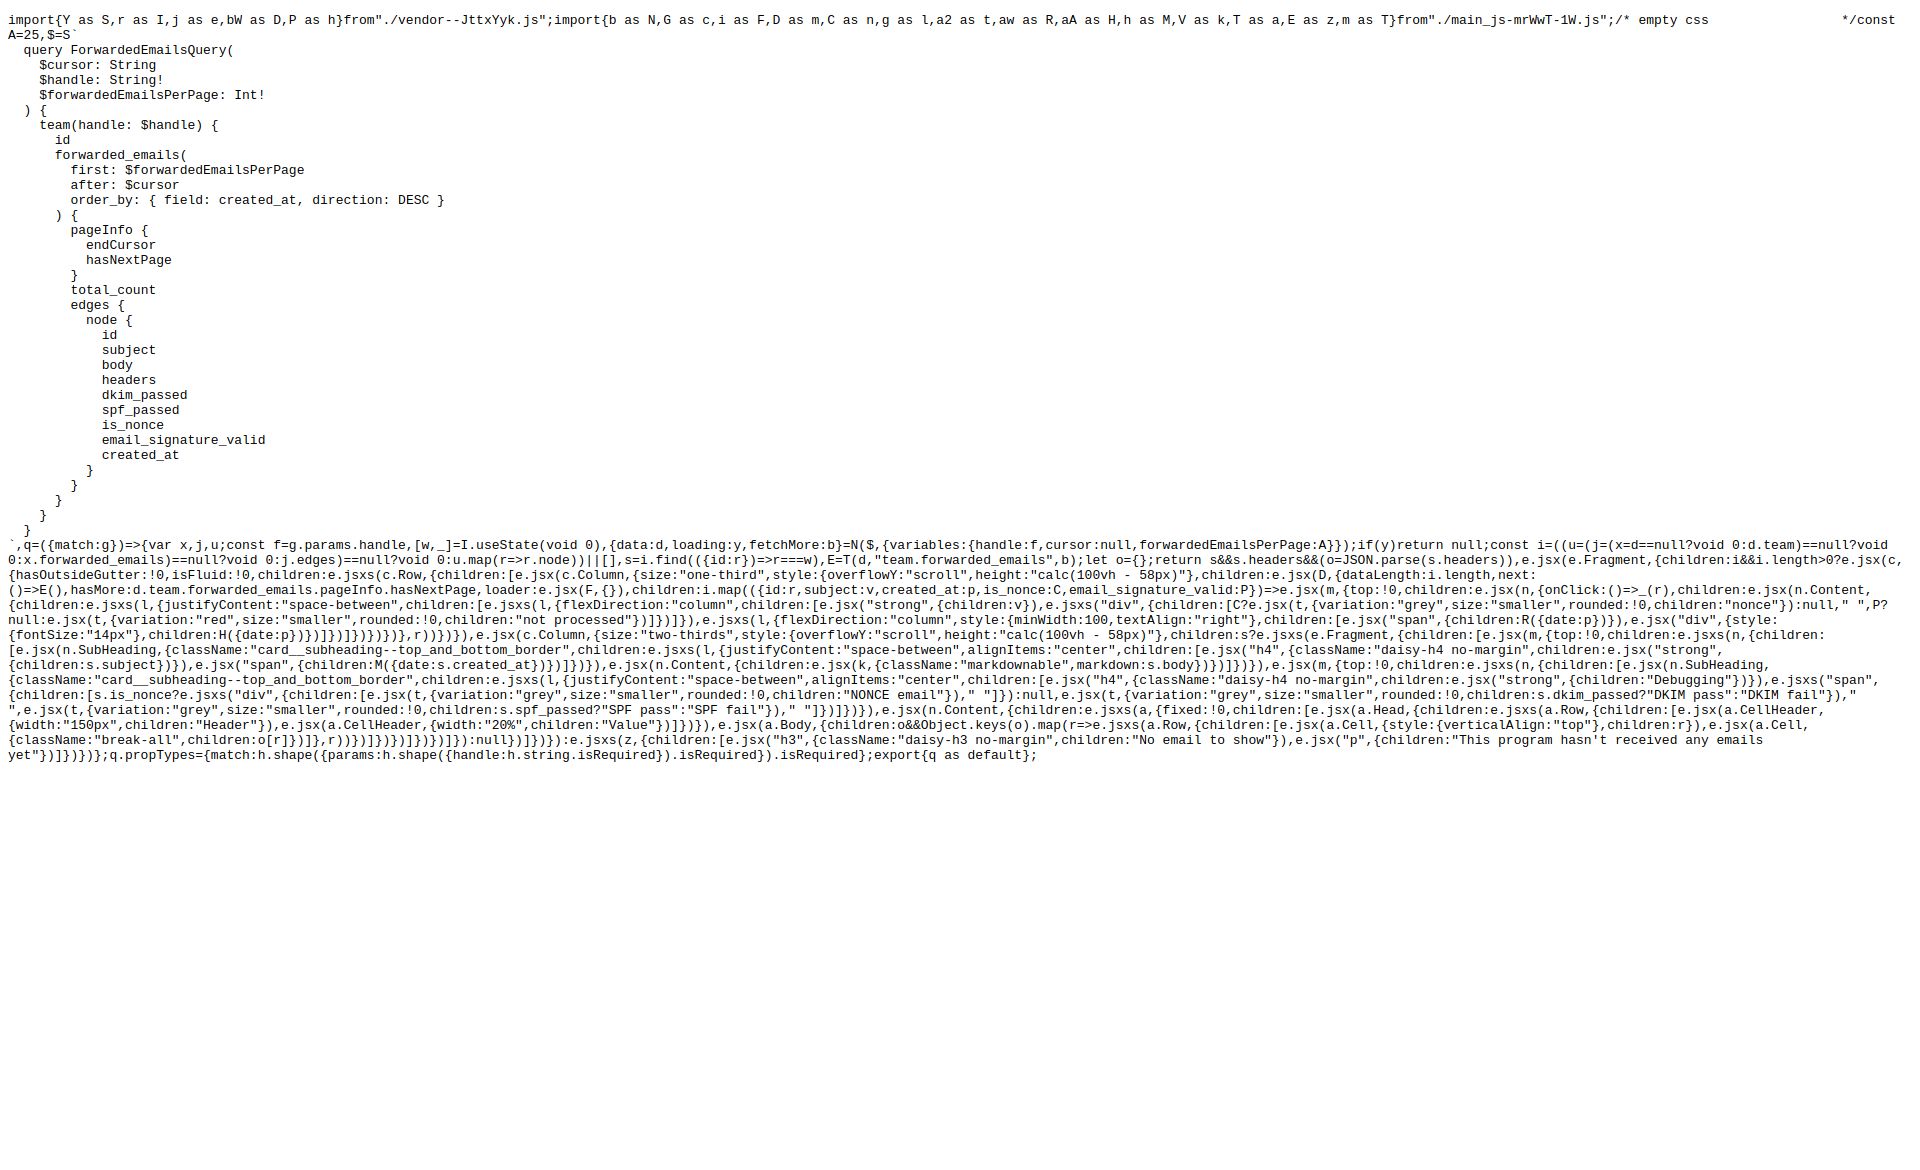 import{Y as S,r as I,j as e,bW as D,P as h}from"./vendor--JttxYyk.js";import{b as N,G as c,i as F,D as m,C as n,g as l,a2 as t,aw as R,aA as H,h as M,V as k,T as a,E as z,m as T}from"./main_js-mrWwT-1W.js";/* empty css                 */const
A=25,$=S`
  query ForwardedEmailsQuery(
    $cursor: String
    $handle: String!
    $forwardedEmailsPerPage: Int!
  ) {
    team(handle: $handle) {
      id
      forwarded_emails(
        first: $forwardedEmailsPerPage
        after: $cursor
        order_by: { field: created_at, direction: DESC }
      ) {
        pageInfo {
          endCursor
          hasNextPage
        }
        total_count
        edges {
          node {
            id
            subject
            body
            headers
            dkim_passed
            spf_passed
            is_nonce
            email_signature_valid
            created_at
          }
        }
      }
    }
  }
`,q=({match:g})=>{var x,j,u;const f=g.params.handle,[w,_]=I.useState(void 0),{data:d,loading:y,fetchMore:b}=N($,{variables:{handle:f,cursor:null,forwardedEmailsPerPage:A}});if(y)return null;const i=((u=(j=(x=d==null?void 0:d.team)==null?void
0:x.forwarded_emails)==null?void 0:j.edges)==null?void 0:u.map(r=>r.node))||[],s=i.find(({id:r})=>r===w),E=T(d,"team.forwarded_emails",b);let o={};return s&&s.headers&&(o=JSON.parse(s.headers)),e.jsx(e.Fragment,{children:i&&i.length>0?e.jsx(c,
{hasOutsideGutter:!0,isFluid:!0,children:e.jsxs(c.Row,{children:[e.jsx(c.Column,{size:"one-third",style:{overflowY:"scroll",height:"calc(100vh - 58px)"},children:e.jsx(D,{dataLength:i.length,next:
()=>E(),hasMore:d.team.forwarded_emails.pageInfo.hasNextPage,loader:e.jsx(F,{}),children:i.map(({id:r,subject:v,created_at:p,is_nonce:C,email_signature_valid:P})=>e.jsx(m,{top:!0,children:e.jsx(n,{onClick:()=>_(r),children:e.jsx(n.Content,
{children:e.jsxs(l,{justifyContent:"space-between",children:[e.jsxs(l,{flexDirection:"column",children:[e.jsx("strong",{children:v}),e.jsxs("div",{children:[C?e.jsx(t,{variation:"grey",size:"smaller",rounded:!0,children:"nonce"}):null," ",P?
null:e.jsx(t,{variation:"red",size:"smaller",rounded:!0,children:"not processed"})]})]}),e.jsxs(l,{flexDirection:"column",style:{minWidth:100,textAlign:"right"},children:[e.jsx("span",{children:R({date:p})}),e.jsx("div",{style:
{fontSize:"14px"},children:H({date:p})})]})]})})})},r))})}),e.jsx(c.Column,{size:"two-thirds",style:{overflowY:"scroll",height:"calc(100vh - 58px)"},children:s?e.jsxs(e.Fragment,{children:[e.jsx(m,{top:!0,children:e.jsxs(n,{children:
[e.jsx(n.SubHeading,{className:"card__subheading--top_and_bottom_border",children:e.jsxs(l,{justifyContent:"space-between",alignItems:"center",children:[e.jsx("h4",{className:"daisy-h4 no-margin",children:e.jsx("strong",
{children:s.subject})}),e.jsx("span",{children:M({date:s.created_at})})]})}),e.jsx(n.Content,{children:e.jsx(k,{className:"markdownable",markdown:s.body})})]})}),e.jsx(m,{top:!0,children:e.jsxs(n,{children:[e.jsx(n.SubHeading,
{className:"card__subheading--top_and_bottom_border",children:e.jsxs(l,{justifyContent:"space-between",alignItems:"center",children:[e.jsx("h4",{className:"daisy-h4 no-margin",children:e.jsx("strong",{children:"Debugging"})}),e.jsxs("span",
{children:[s.is_nonce?e.jsxs("div",{children:[e.jsx(t,{variation:"grey",size:"smaller",rounded:!0,children:"NONCE email"})," "]}):null,e.jsx(t,{variation:"grey",size:"smaller",rounded:!0,children:s.dkim_passed?"DKIM pass":"DKIM fail"}),"
",e.jsx(t,{variation:"grey",size:"smaller",rounded:!0,children:s.spf_passed?"SPF pass":"SPF fail"})," "]})]})}),e.jsx(n.Content,{children:e.jsxs(a,{fixed:!0,children:[e.jsx(a.Head,{children:e.jsxs(a.Row,{children:[e.jsx(a.CellHeader,
{width:"150px",children:"Header"}),e.jsx(a.CellHeader,{width:"20%",children:"Value"})]})}),e.jsx(a.Body,{children:o&&Object.keys(o).map(r=>e.jsxs(a.Row,{children:[e.jsx(a.Cell,{style:{verticalAlign:"top"},children:r}),e.jsx(a.Cell,
{className:"break-all",children:o[r]})]},r))})]})})]})})]}):null})]})}):e.jsxs(z,{children:[e.jsx("h3",{className:"daisy-h3 no-margin",children:"No email to show"}),e.jsx("p",{children:"This program hasn't received any emails
yet"})]})})};q.propTypes={match:h.shape({params:h.shape({handle:h.string.isRequired}).isRequired}).isRequired};export{q as default};